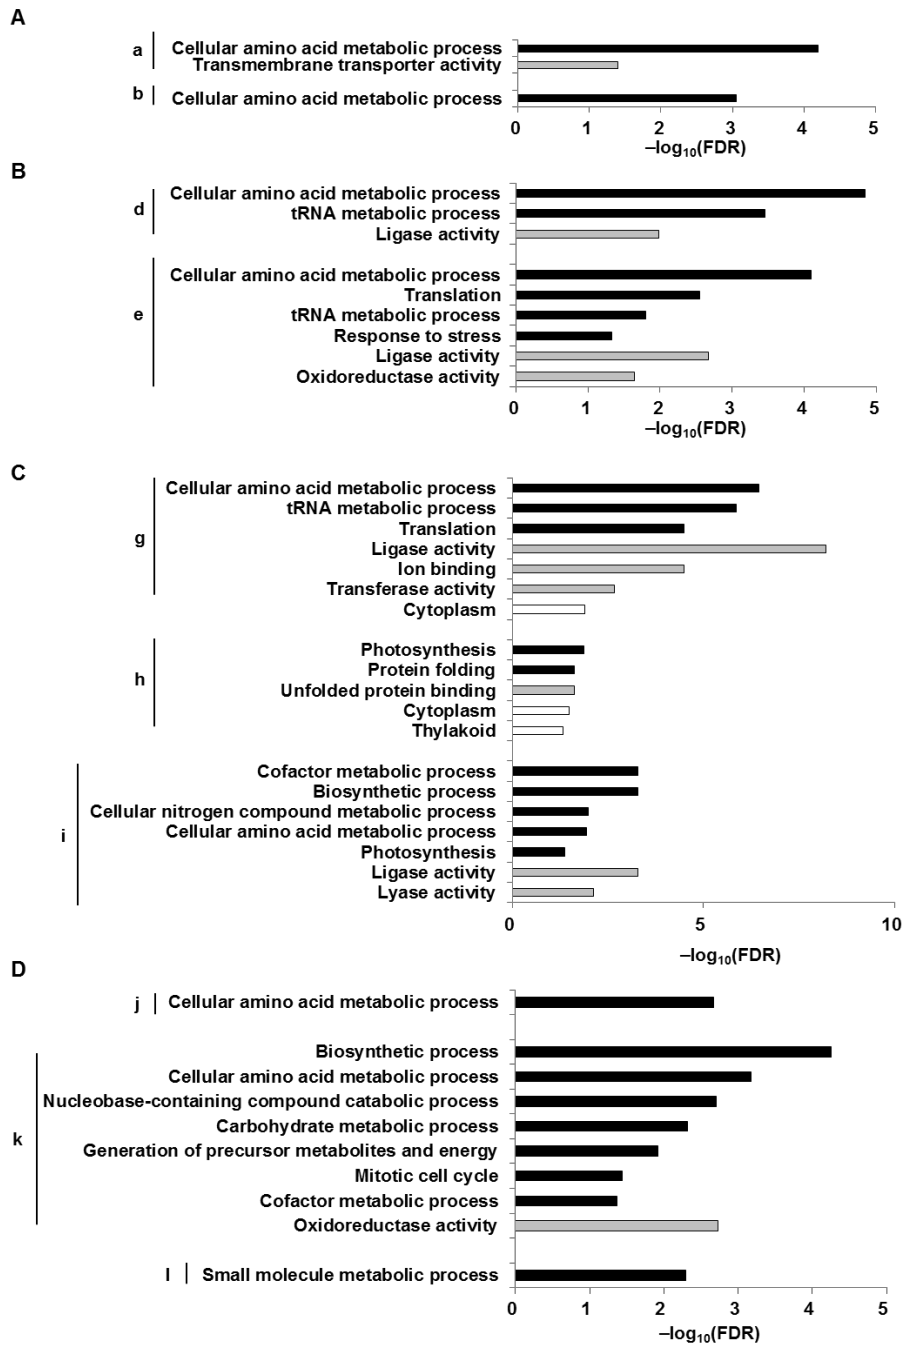 A
a
Cellular amino acid metabolic process
Transmembrane transporter activity
b
Cellular amino acid metabolic process
0 1 2 3 4 5
–log10(FDR)
B
d
Cellular amino acid metabolic process
tRNA metabolic process
Ligase activity
e
Cellular amino acid metabolic process
Translation
tRNA metabolic process
Response to stress
Ligase activity
Oxidoreductase activity
0 1 2 3 4 5
–log10(FDR)
C
g
Cellular amino acid metabolic process
tRNA metabolic process
Translation
Ligase activity
Ion binding
Transferase activity
Cytoplasm
h
Photosynthesis
Protein folding
Unfolded protein binding
Cytoplasm
Thylakoid
i
Cofactor metabolic process
Biosynthetic process
Cellular nitrogen compound metabolic process
Cellular amino acid metabolic process
Photosynthesis
Ligase activity
Lyase activity
0 5 10
–log10(FDR)
D
j
Cellular amino acid metabolic process
k
Biosynthetic process
Cellular amino acid metabolic process
Nucleobase-containing compound catabolic process
Carbohydrate metabolic process
Generation of precursor metabolites and energy
Mitotic cell cycle
Cofactor metabolic process
Oxidoreductase activity
l
Small molecule metabolic process
0 1 2 3 4 5
–log10(FDR)